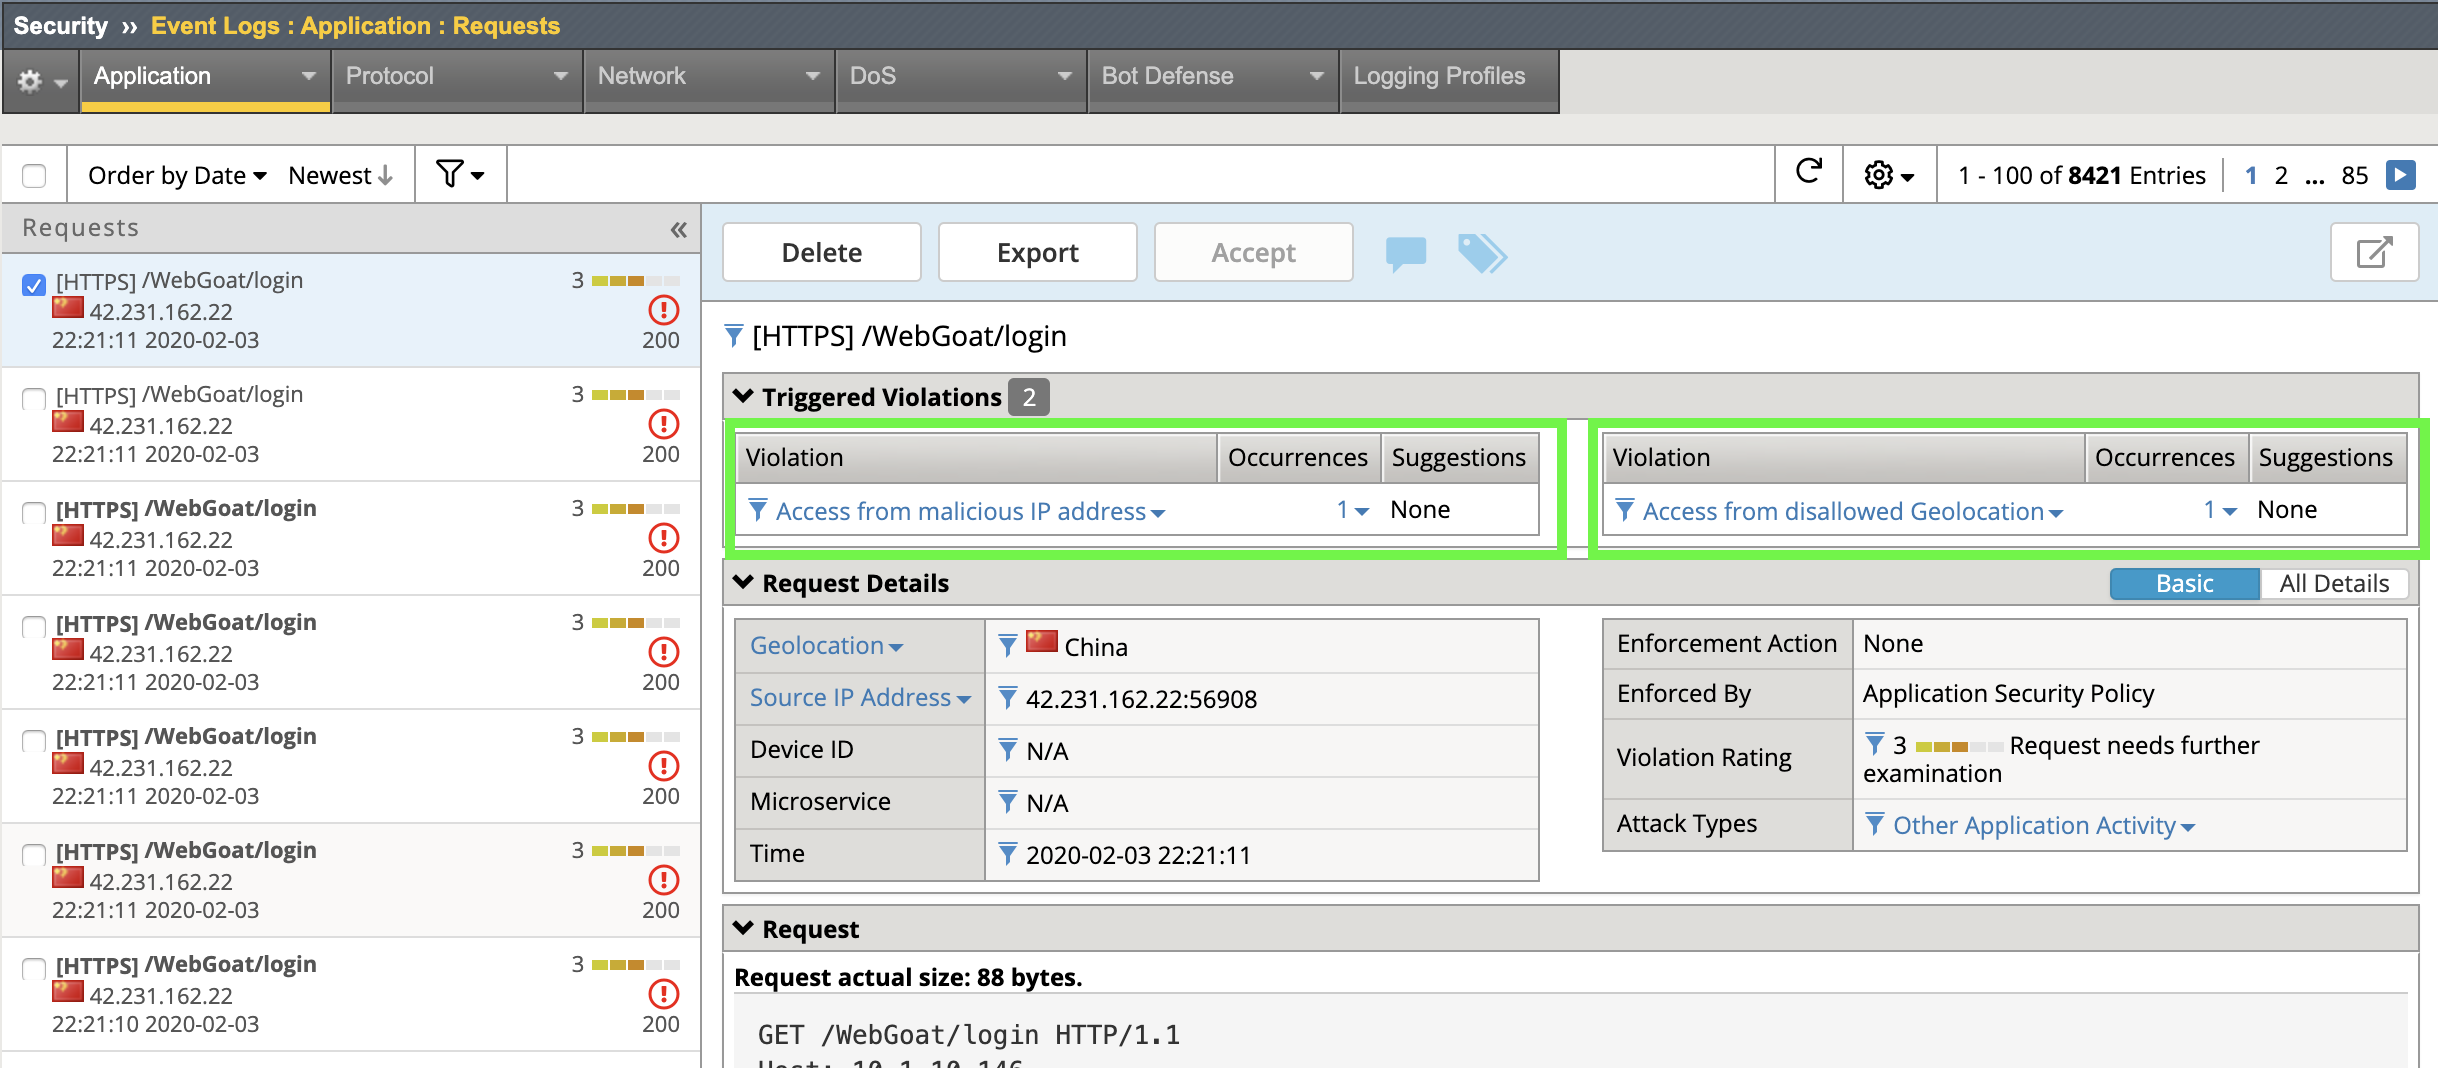 Security » Event Logs : Application : Requests
Application Protocol Network DoS Bot Defense Logging Profiles
Order by Date Newest 1 - 100 of 8421 Entries 1 2 ... 85
Requests «
[HTTPS] /WebGoat/login 3
42.231.162.22
22:21:11 2020-02-03 200
[HTTPS] /WebGoat/login 3
42.231.162.22
22:21:11 2020-02-03 200
[HTTPS] /WebGoat/login 3
42.231.162.22
22:21:11 2020-02-03 200
[HTTPS] /WebGoat/login 3
42.231.162.22
22:21:11 2020-02-03 200
[HTTPS] /WebGoat/login 3
42.231.162.22
22:21:11 2020-02-03 200
[HTTPS] /WebGoat/login 3
42.231.162.22
22:21:11 2020-02-03 200
[HTTPS] /WebGoat/login 3
42.231.162.22
22:21:10 2020-02-03 200
Delete Export Accept
[HTTPS] /WebGoat/login
Triggered Violations 2
Violation Occurrences Suggestions
Access from malicious IP address 1 None
Violation Occurrences Suggestions
Access from disallowed Geolocation 1 None
Request Details Basic All Details
Geolocation China
Source IP Address 42.231.162.22:56908
Device ID N/A
Microservice N/A
Time 2020-02-03 22:21:11
Enforcement Action None
Enforced By Application Security Policy
Violation Rating 3 Request needs further
examination
Attack Types Other Application Activity
Request
Request actual size: 88 bytes.
GET /WebGoat/login HTTP/1.1
Host: 10.1.10.146